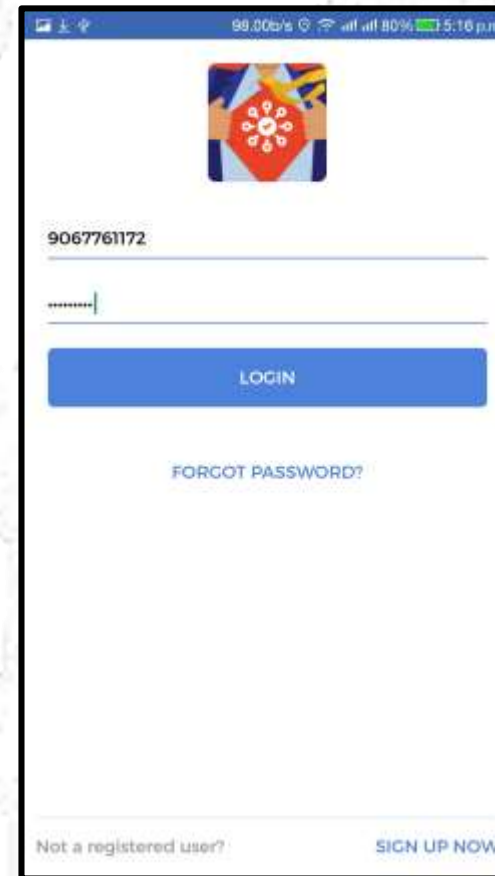 98.00b/s 80% 5:16 p.m
9067761172
.........
LOGIN
FORGOT PASSWORD?
Not a registered user? SIGN UP NOW